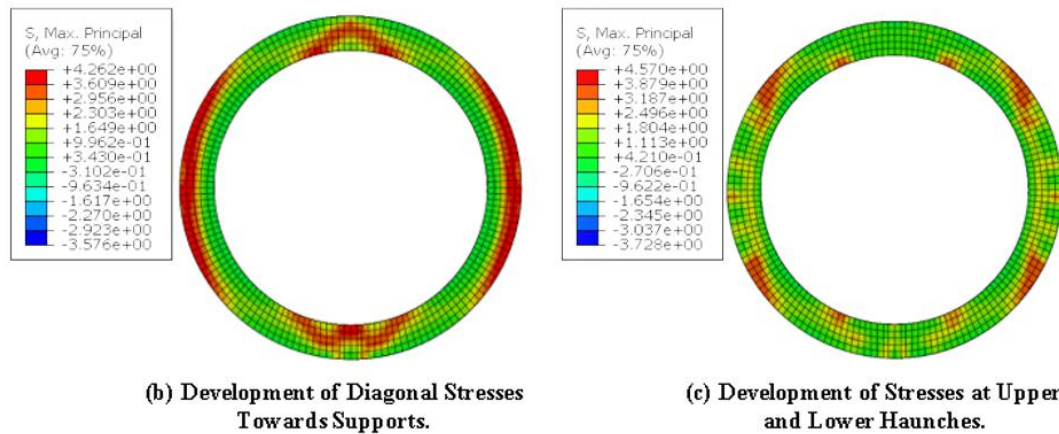 S, Max. Principal
(Avg: 75%)
+4.262e+00
+3.609e+00
+2.956e+00
+2.303e+00
+1.649e+00
+9.962e-01
+3.430e-01
-3.102e-01
-9.634e-01
-1.617e+00
-2.270e+00
-2.923e+00
-3.576e+00
(b) Development of Diagonal Stresses
Towards Supports.
S, Max. Principal
(Avg: 75%)
+4.570e+00
+3.879e+00
+3.187e+00
+2.496e+00
+1.804e+00
+1.113e+00
+4.210e-01
-2.706e-01
-9.622e-01
-1.654e+00
-2.345e+00
-3.037e+00
-3.728e+00
(c) Development of Stresses at Upper
and Lower Haunches.